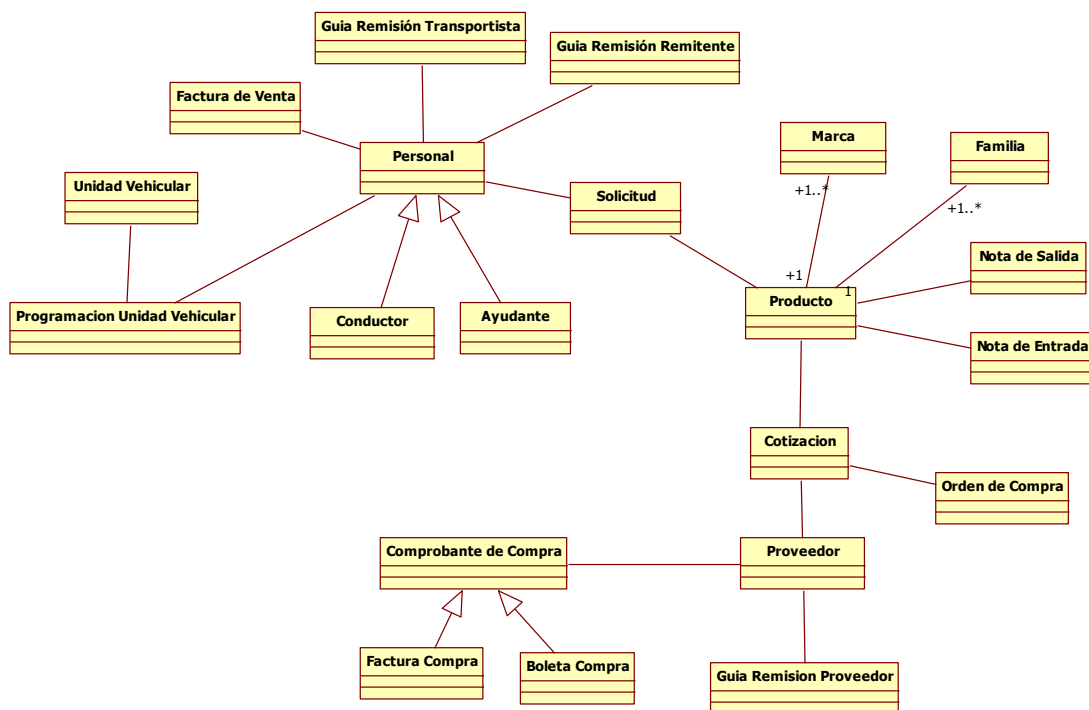 Guia Remisión Transportista
Guia Remisión Remitente
Factura de Venta
Marca
Familia
Personal
Unidad Vehicular
Solicitud
+1..*
+1..*
Nota de Salida
+1
1
Producto
Programacion Unidad Vehicular
Conductor
Ayudante
Nota de Entrada
Cotizacion
Orden de Compra
Comprobante de Compra
Proveedor
Factura Compra
Boleta Compra
Guia Remision Proveedor